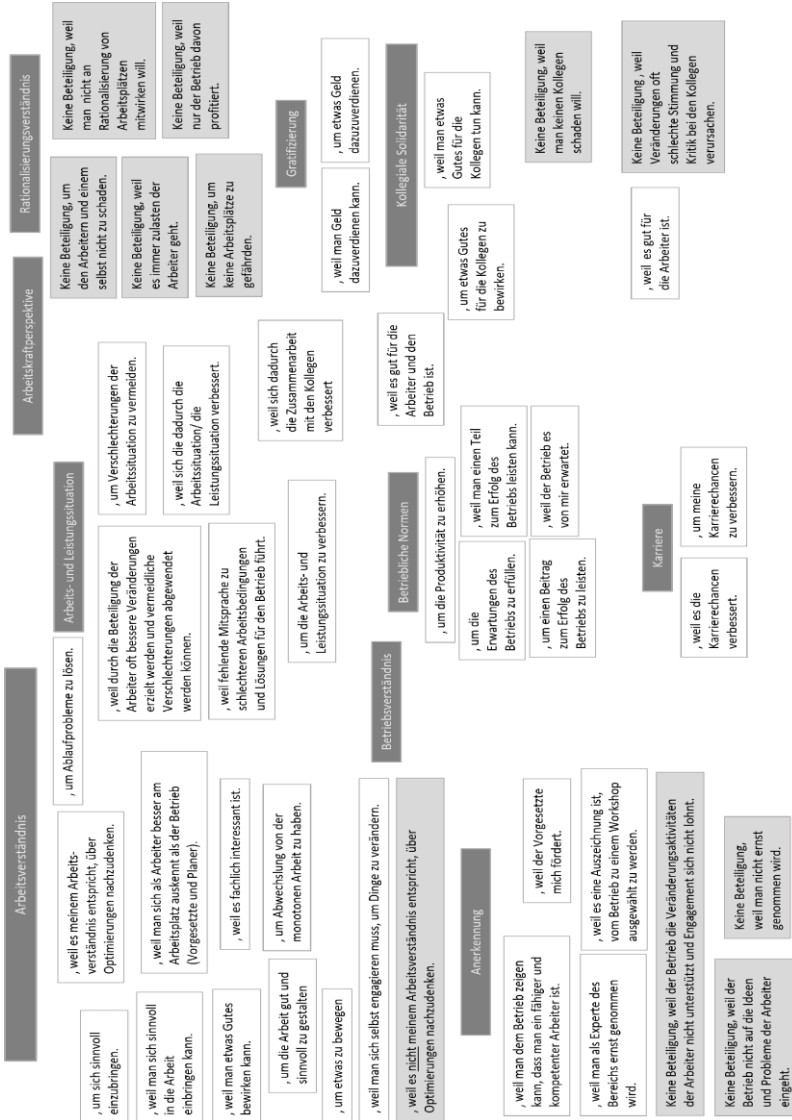 Arbeitsverständnis
, um sich sinnvoll
einzubringen.
, weil es meinem Arbeits-
verständnis entspricht, über
Optimierungen nachzudenken.
, um Ablaufprobleme zu lösen.
, weil man sich sinnvoll
in die Arbeit
einbringen kann.
, weil man sich als Arbeiter besser am
Arbeitsplatz auskennt als der Betrieb
(Vorgesetzte und Planer).
, weil man etwas Gutes
bewirken kann.
, weil es fachlich interessant ist.
, um die Arbeit gut und
sinnvoll zu gestalten
, um Abwechslung von der
monotonen Arbeit zu haben.
, um etwas zu bewegen
, weil man sich selbst engagieren muss, um Dinge zu verändern.
, weil es nicht meinem Arbeitsverständnis entspricht, über
Optimierungen nachzudenken.
Arbeits- und Leistungssituation
, weil durch die Beteiligung der
Arbeiter oft bessere Veränderungen
erzielt werden und vermeidliche
Verschlechterungen abgewendet
werden können.
, um Verschlechterungen der
Arbeitssituation zu vermeiden.
, weil sich die dadurch die
Arbeitssituation/ die
Leistungssituation verbessert.
, weil fehlende Mitsprache zu
schlechteren Arbeitsbedingungen
und Lösungen für den Betrieb führt.
, weil sich dadurch
die Zusammenarbeit
mit den Kollegen
verbessert
, um die Arbeits- und
Leistungssituation zu verbessern.
Arbeitskraftperspektive
Keine Beteiligung, um
den Arbeitern und einem
selbst nicht zu schaden.
Keine Beteiligung, weil
es immer zulasten der
Arbeiter geht.
Keine Beteiligung, um
keine Arbeitsplätze zu
gefährden.
Rationalisierungsverständnis
Keine Beteiligung, weil
man nicht an
Rationalisierung von
Arbeitsplätzen
mitwirken will.
Keine Beteiligung, weil
nur der Betrieb davon
profitiert.
Gratifizierung
, weil man Geld
dazuzuverdienen kann.
, um etwas Geld
dazuzuverdienen.
Betriebsverständnis
Betriebliche Normen
, um die Produktivität zu erhöhen.
, um die
Erwartungen des
Betriebs zu erfüllen.
, weil man einen Teil
zum Erfolg des
Betriebs leisten kann.
, um einen Beitrag
zum Erfolg des
Betriebs zu leisten.
, weil der Betrieb es
von mir erwartet.
, weil es gut für die
Arbeiter und den
Betrieb ist.
Kollegiale Solidarität
, weil man etwas
Gutes für die
Kollegen tun kann.
, um etwas Gutes
für die Kollegen zu
bewirken.
Keine Beteiligung, weil
man keinen Kollegen
schaden will.
, weil es gut für
die Arbeiter ist.
Keine Beteiligung , weil
Veränderungen oft
schlechte Stimmung und
Kritik bei den Kollegen
verursachen.
Anerkennung
, weil man dem Betrieb zeigen
kann, dass man ein fähiger und
kompetenter Arbeiter ist.
, weil der Vorgesetzte
mich fördert.
, weil man als Experte des
Bereichs ernst genommen
wird.
, weil es eine Auszeichnung ist,
vom Betrieb zu einem Workshop
ausgewählt zu werden.
Keine Beteiligung, weil der Betrieb die Veränderungsaktivitäten
der Arbeiter nicht unterstützt und Engagement sich nicht lohnt.
Keine Beteiligung, weil der
Betrieb nicht auf die Ideen
und Probleme der Arbeiter
eingeht.
Keine Beteiligung,
weil man nicht ernst
genommen wird.
Karriere
, weil es die
Karrierechancen
verbessert.
, um meine
Karrierechancen
zu verbessern.